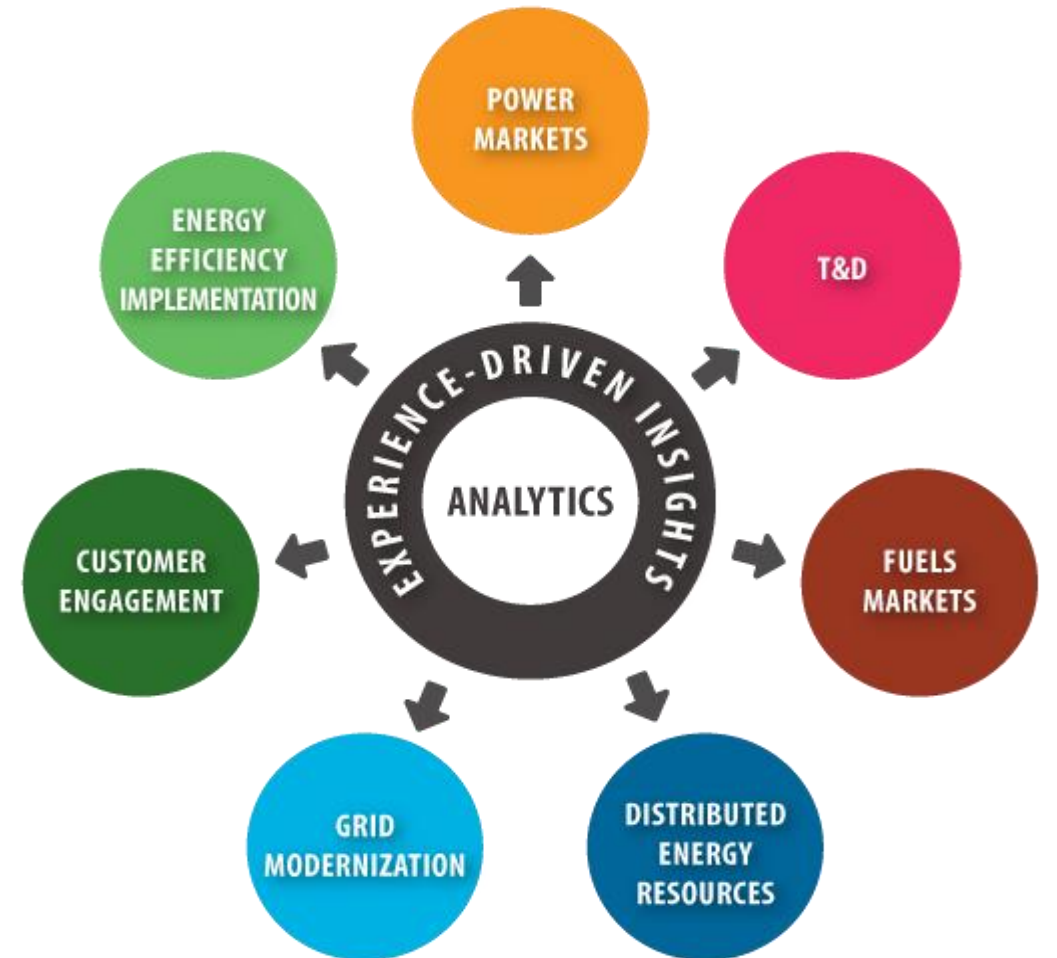 POWER
MARKETS
T&D
FUELS
MARKETS
DISTRIBUTED
ENERGY
RESOURCES
GRID
MODERNIZATION
CUSTOMER
ENGAGEMENT
ENERGY
EFFICIENCY
IMPLEMENTATION
EXPERIENCE-DRIVEN INSIGHTS
ANALYTICS